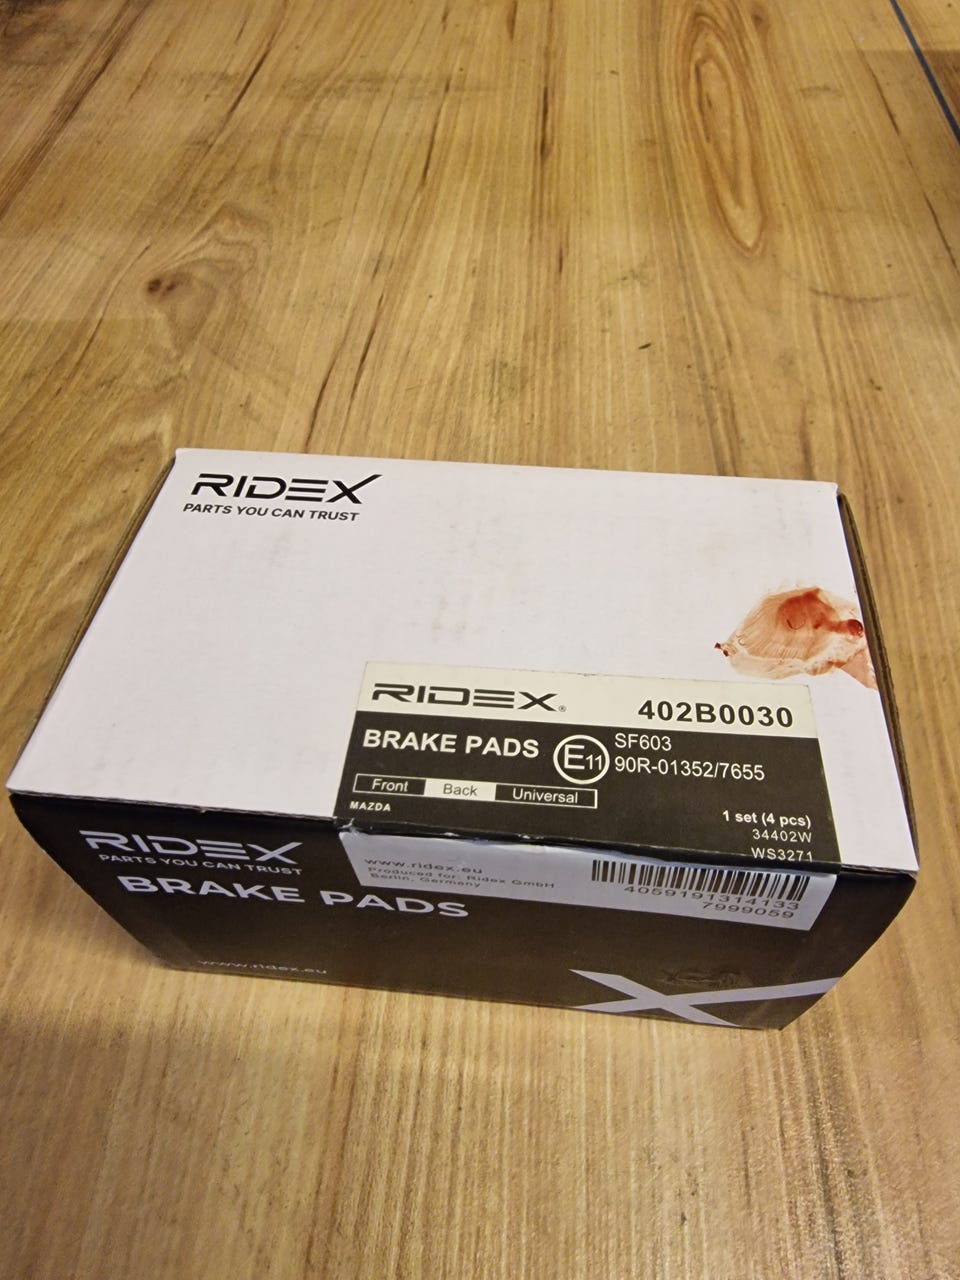 RIDEX
PARTS YOU CAN TRUST
RIDEX®
402B0030
BRAKE PADS
E11
SF603
90R-01352/7655
Front Back Universal
MAZDA
1 set (4 pcs)
34402W
WS3271
RIDEX
PARTS YOU CAN TRUST
BRAKE PADS
www.ridex.eu
www.ridex.eu
Produced for: Ridex GmbH
Berlin, Germany
4059191314133
7999059